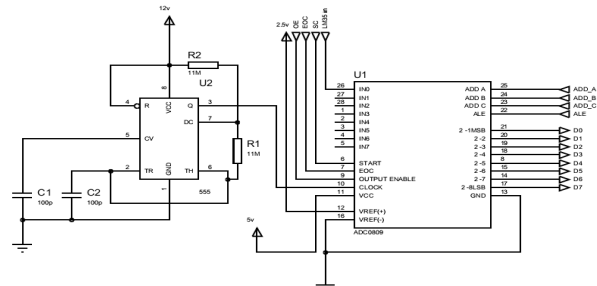 12v
R2
11M
U2
4
R
8
VCC
Q
3
DC
7
5
CV
2
TR
GND
1
TH
6
555
R1
11M
C1
100p
C2
100p
5v
2.5v
OE
EOC
SC
LM35 in
U1
26
IN0
27
IN1
28
IN2
1
IN3
2
IN4
3
IN5
4
IN6
5
IN7
6
START
7
EOC
9
OUTPUT ENABLE
10
CLOCK
11
VCC
12
VREF(+)
16
VREF(-)
ADC0809
ADD A
25
ADD_A
ADD B
24
ADD_B
ADD C
23
ADD_C
ALE
22
ALE
2 -1MSB
21
D0
2 -2
20
D1
2 -3
19
D2
2 -4
18
D3
2 -5
8
D4
2 -6
15
D5
2 -7
14
D6
2 -8LSB
17
D7
GND
13